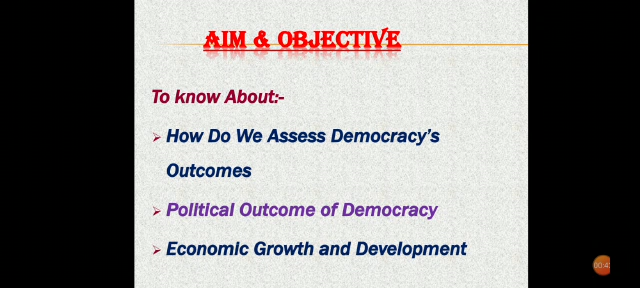 AIM & OBJECTIVE
To know About:-
➢ How Do We Assess Democracy's
Outcomes
➢ Political Outcome of Democracy
➢ Economic Growth and Development